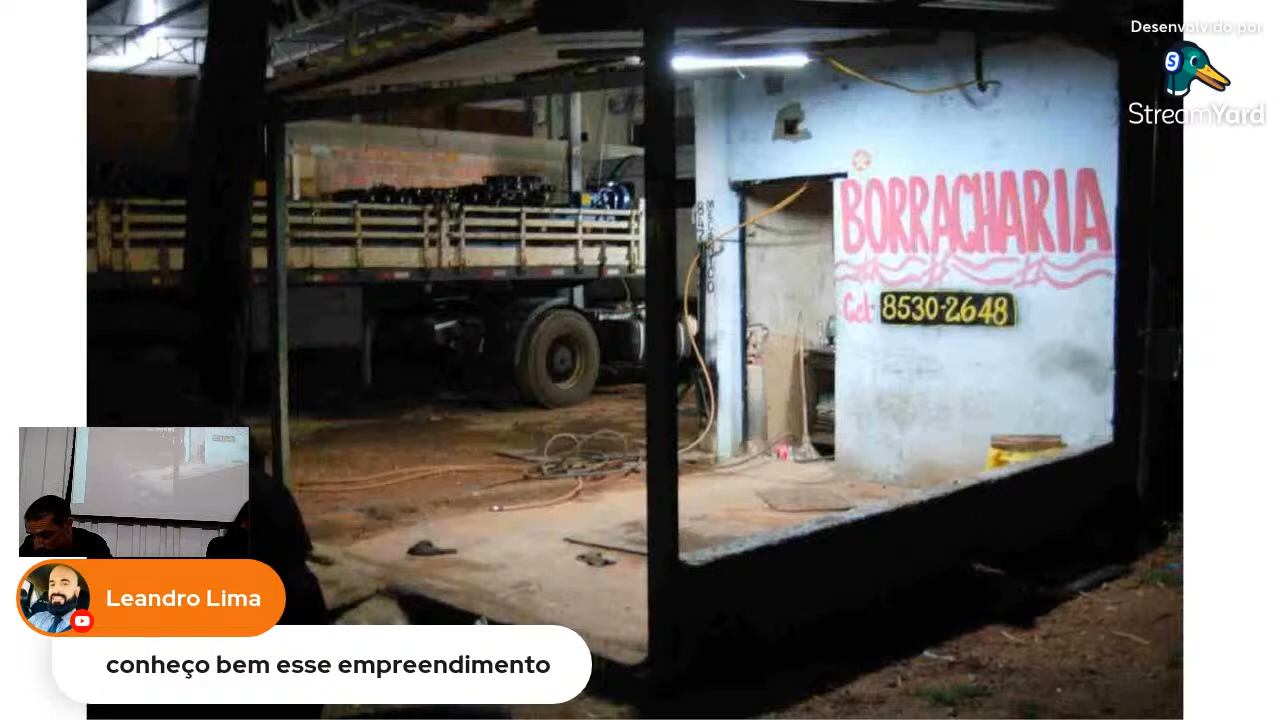 Desenvolvido por
StreamYard
BORRACHARIA
Cel 8530-2648
Leandro Lima
conheço bem esse empreendimento